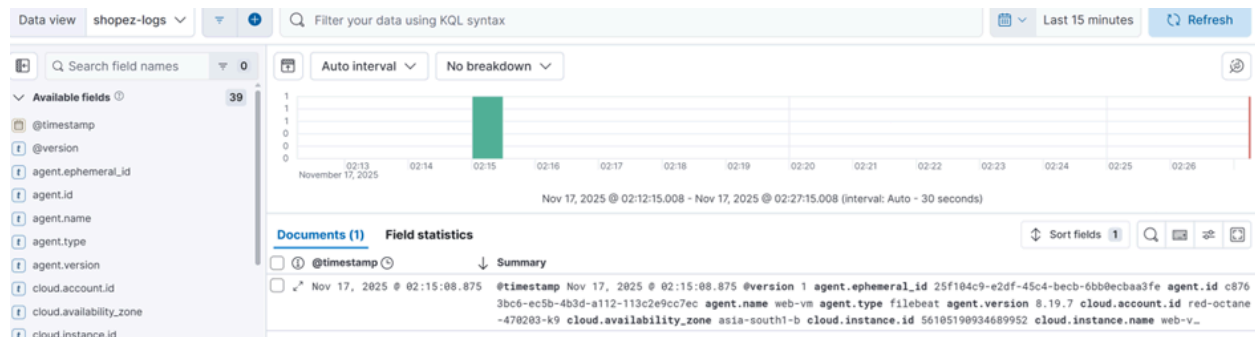 Data view shopez-logs Filter your data using KQL syntax Last 15 minutes Refresh
Search field names 0
Auto interval No breakdown
Available fields 39
@timestamp
@version
agent.ephemeral_id
agent.id
agent.name
agent.type
agent.version
cloud.account.id
cloud.availability_zone
cloud.instance.id
1
1
1
0
0
0
02:13 02:14 02:15 02:16 02:17 02:18 02:19 02:20 02:21 02:22 02:23 02:24 02:25 02:26
November 17, 2025
Nov 17, 2025 @ 02:12:15.008 - Nov 17, 2025 @ 02:27:15.008 (interval: Auto - 30 seconds)
Documents (1) Field statistics Sort fields 1
@timestamp Summary
Nov 17, 2025 @ 02:15:08.875 @timestamp Nov 17, 2025 @ 02:15:08.875 @version 1 agent.ephemeral_id 25f104c9-e2df-45c4-becb-6bb0ecbaa3fe agent.id c876
3bc6-ec5b-4b3d-a112-113c2e9cc7ec agent.name web-vm agent.type filebeat agent.version 8.19.7 cloud.account.id red-octane
-470203-k9 cloud.availability_zone asia-south1-b cloud.instance.id 56105190934689952 cloud.instance.name web-v…